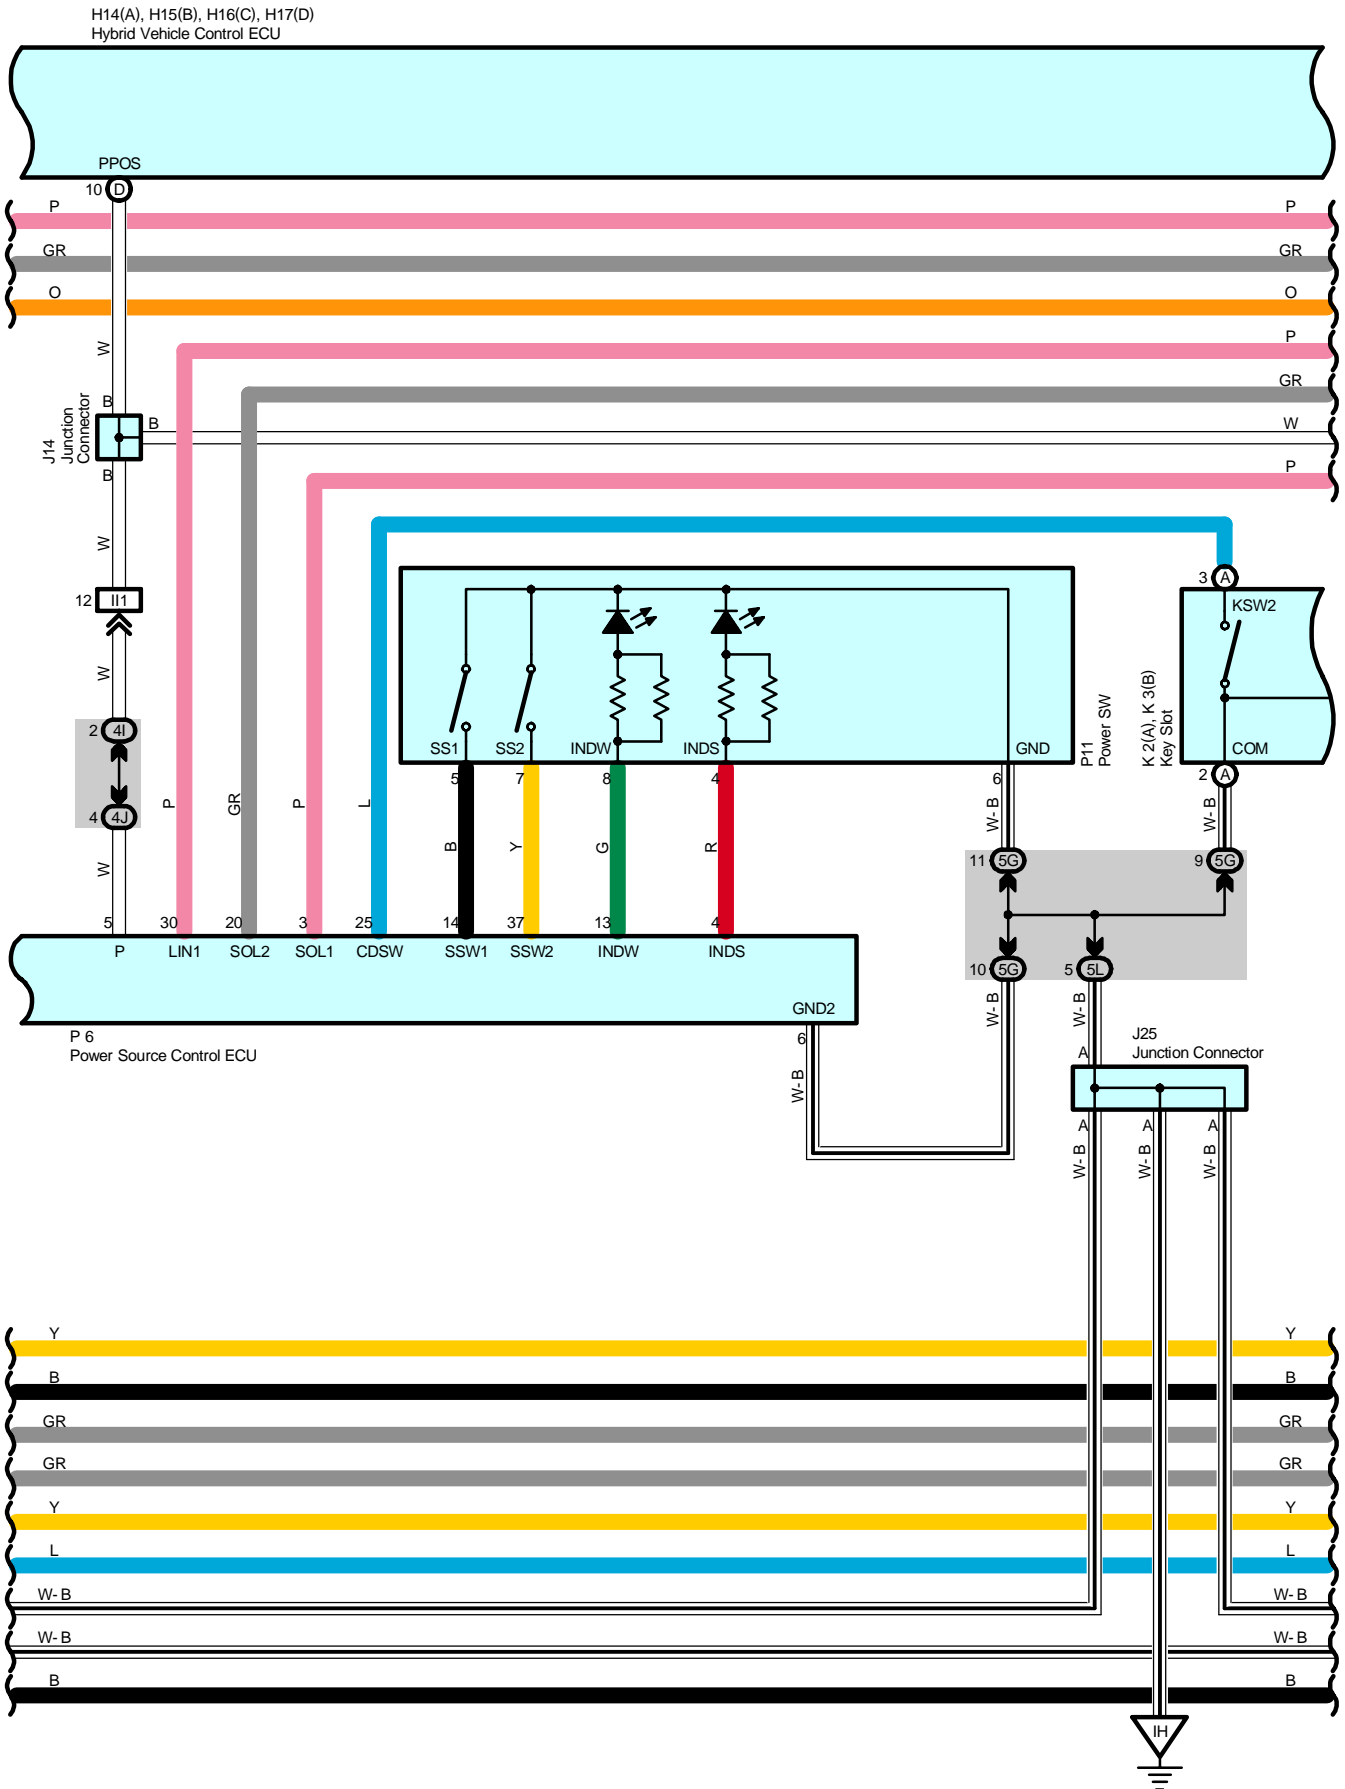 H14(A), H15(B), H16(C), H17(D)
Hybrid Vehicle Control ECU
PPOS
10 D
P P
GR GR
O O
W P
GR
B
B W
J14
Junction
Connector
B P
W
3 A
12 II1
KSW2
W
2 4I
SS1 SS2 INDW INDS GND
P11
Power SW
K 2(A), K 3(B)
Key Slot
COM
5 7 8 4 6 2 A
4 4J
P GR P L B Y G R W-B W-B
W
11 5G 9 5G
5 30 20 3 25 14 37 13 4
P LIN1 SOL2 SOL1 CDSW SSW1 SSW2 INDW INDS
10 5G 5 5L
GND2
W-B W-B
P 6
Power Source Control ECU
6
W-B
J25
Junction Connector
A
A A A
W-B W-B W-B
Y Y
B B
GR GR
GR GR
Y Y
L L
W-B W-B
W-B W-B
B B
IH